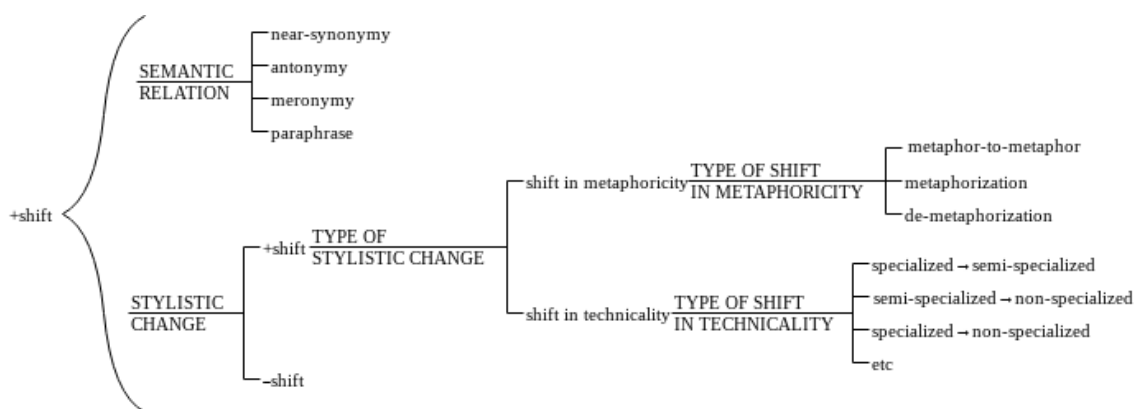 near-synonymy
SEMANTIC
RELATION
antonymy
meronymy
paraphrase
metaphor-to-metaphor
shift in metaphoricity
TYPE OF SHIFT
IN METAPHORICITY
metaphorization
de-metaphorization
+shift
+shift
TYPE OF
STYLISTIC CHANGE
STYLISTIC
CHANGE
shift in technicality
TYPE OF SHIFT
IN TECHNICALITY
specialized→semi-specialized
semi-specialized→non-specialized
specialized→non-specialized
etc
–shift